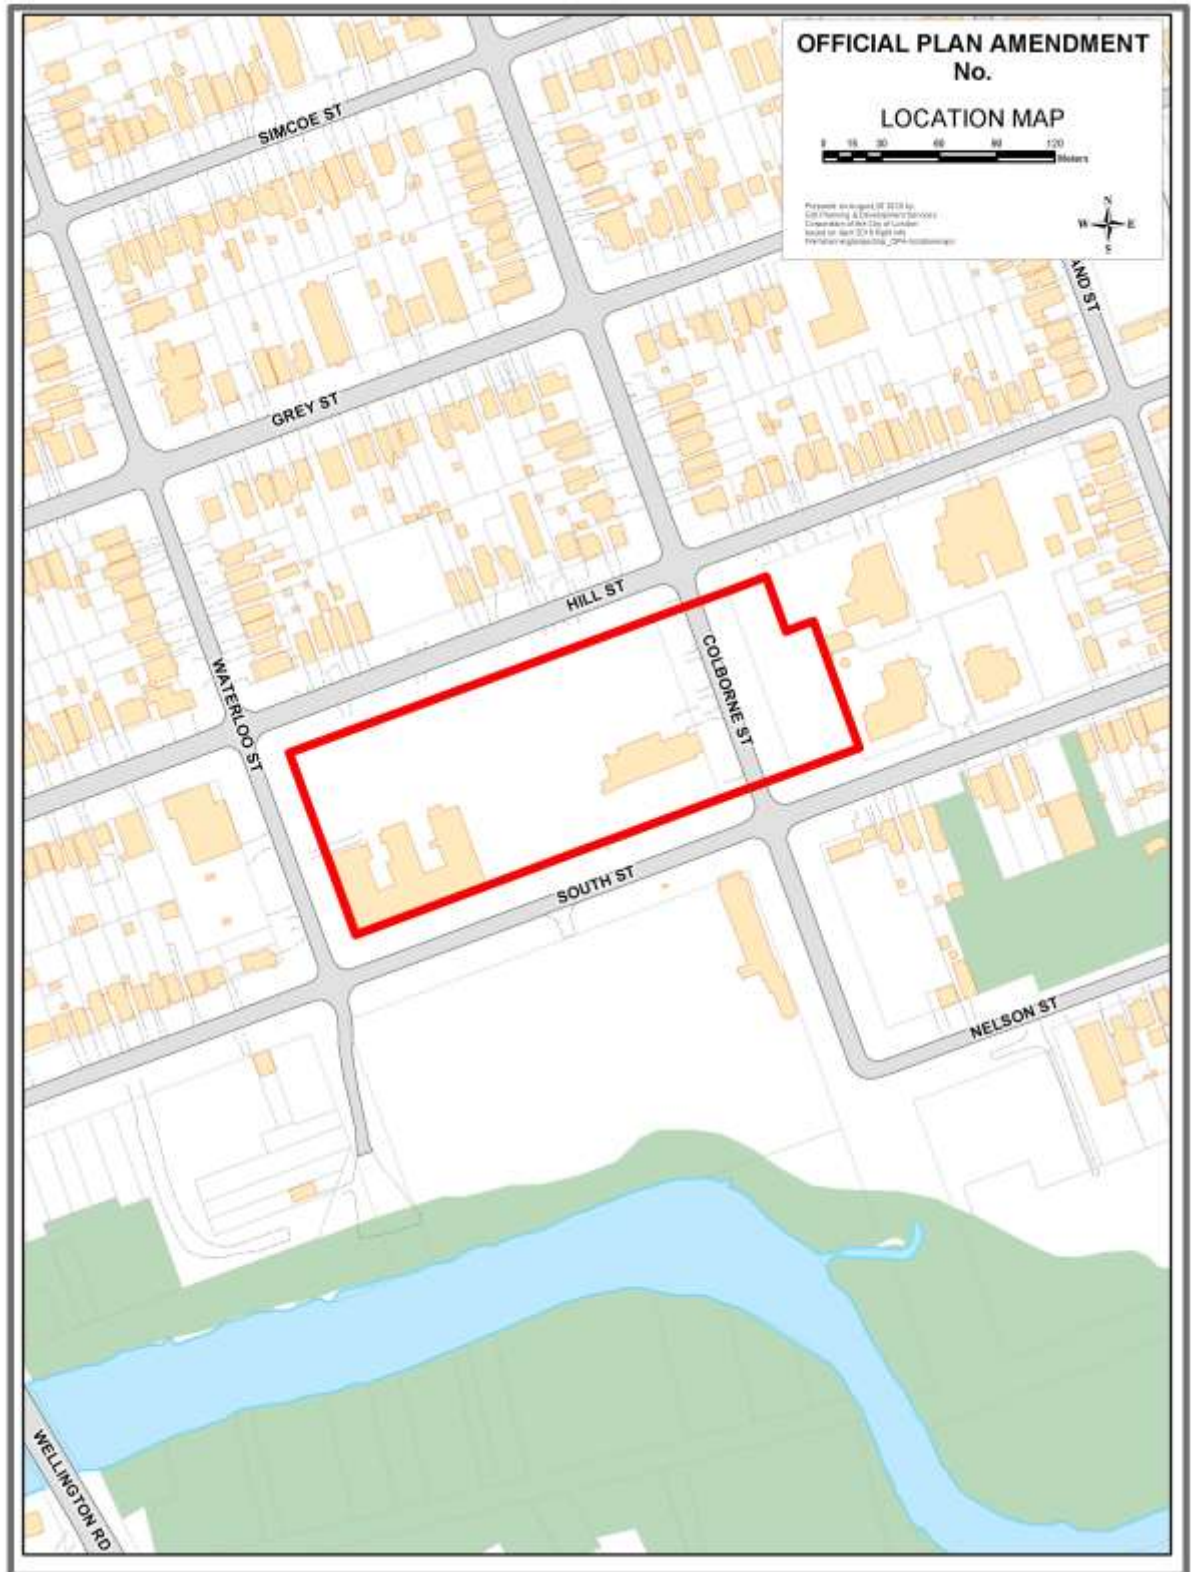 OFFICIAL PLAN AMENDMENT
No.
LOCATION MAP
0 15 30 60 90 120
Meters
N
W E
S
SIMCOE ST
AND ST
GREY ST
HILL ST
WATERLOO ST
COLBORNE ST
SOUTH ST
NELSON ST
WELLINGTON RD